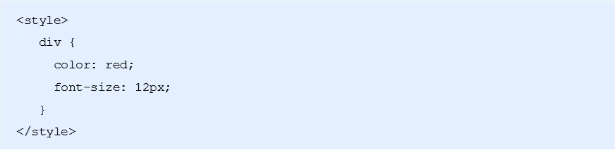 <style>
div {
color: red;
font-size: 12px;
}
</style>